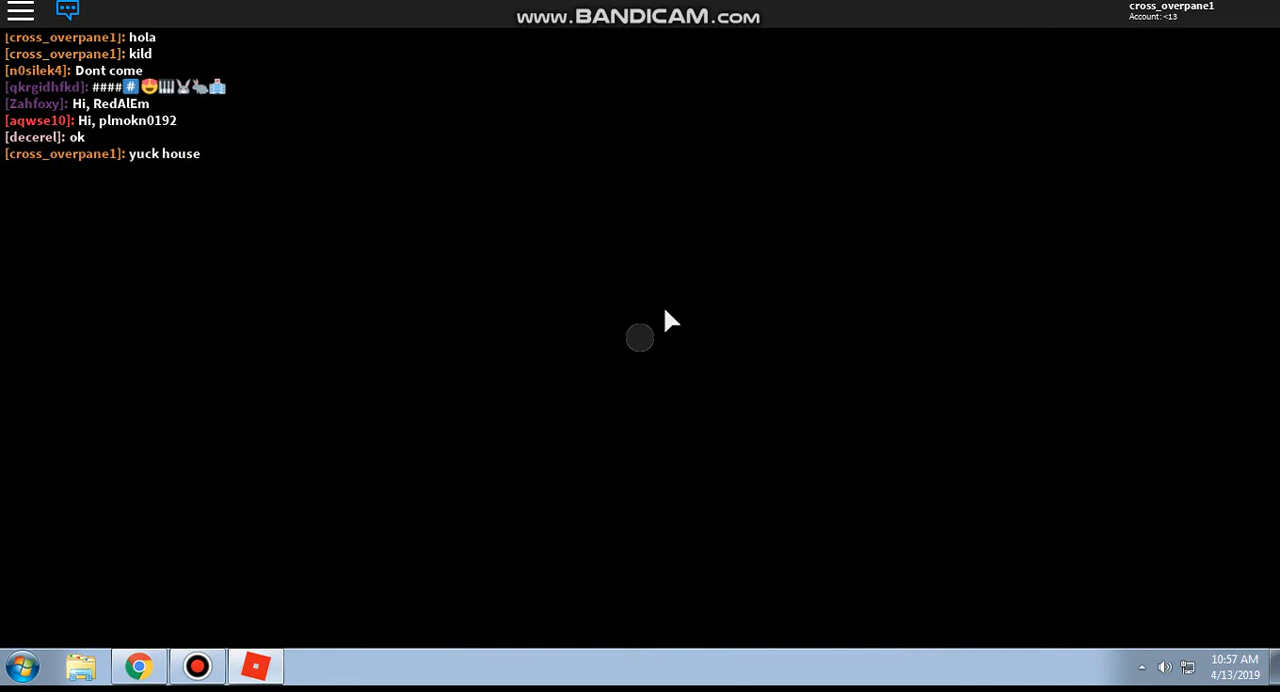 www.BANDICAM.com
cross_overpane1
Account: <13
[cross_overpane1]: hola
[cross_overpane1]: kild
[n0silek4]: Dont come
[qkrgidhfkd]: #####️⃣😍🎹🐰🐇🏨
[Zahfoxy]: Hi, RedAlEm
[aqwse10]: Hi, plmokn0192
[decerel]: ok
[cross_overpane1]: yuck house
10:57 AM
4/13/2019